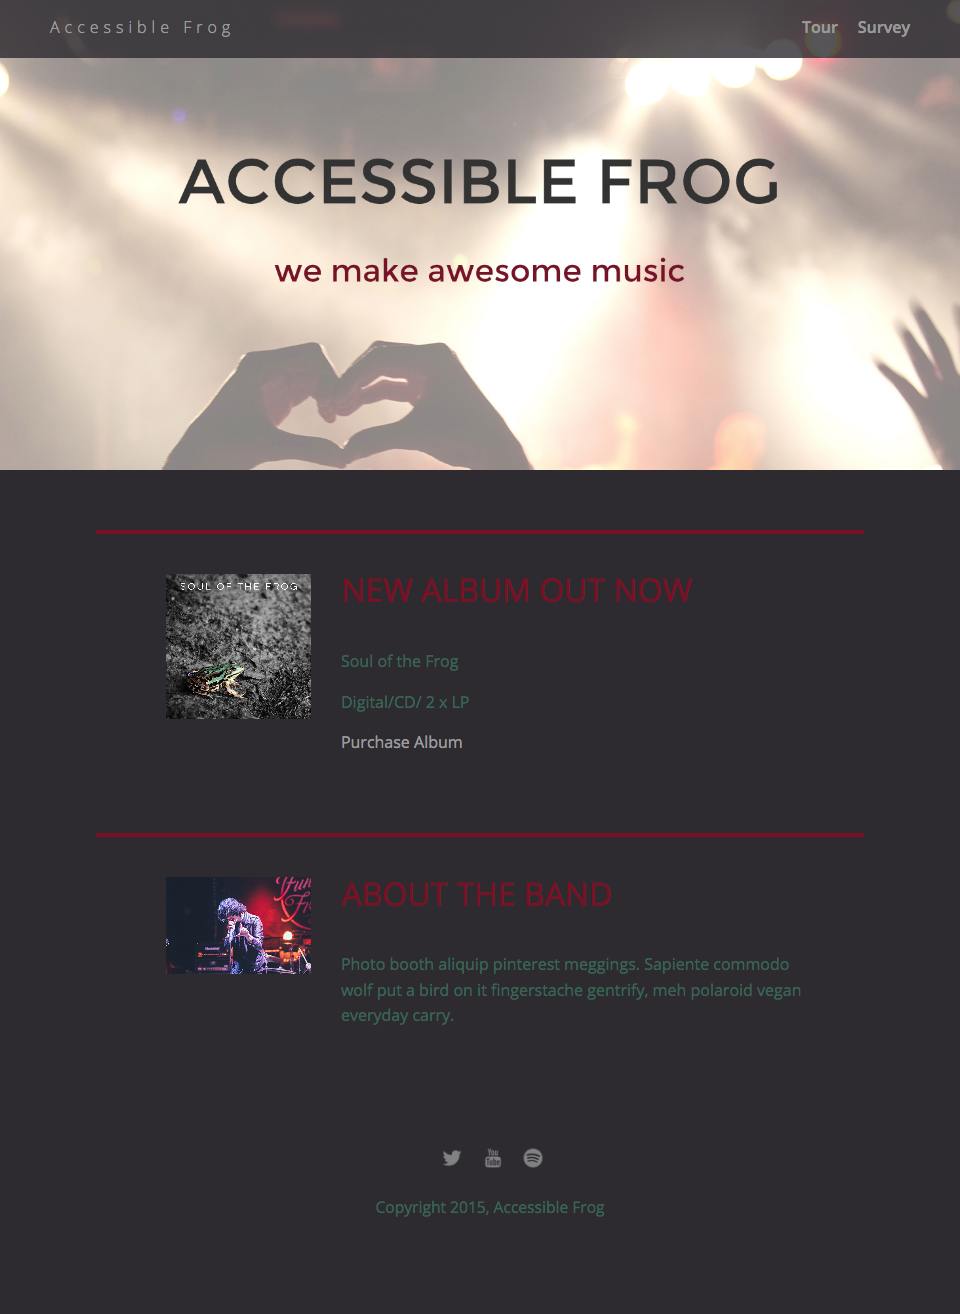 Accessible Frog
Tour Survey
ACCESSIBLE FROG
we make awesome music
SOUL OF THE FROG
NEW ALBUM OUT NOW
Soul of the Frog
Digital/CD/ 2 x LP
Purchase Album
ABOUT THE BAND
Photo booth aliquip pinterest meggings. Sapiente commodo
wolf put a bird on it fingerstache gentrify, meh polaroid vegan
everyday carry.
You
Tube
Copyright 2015, Accessible Frog